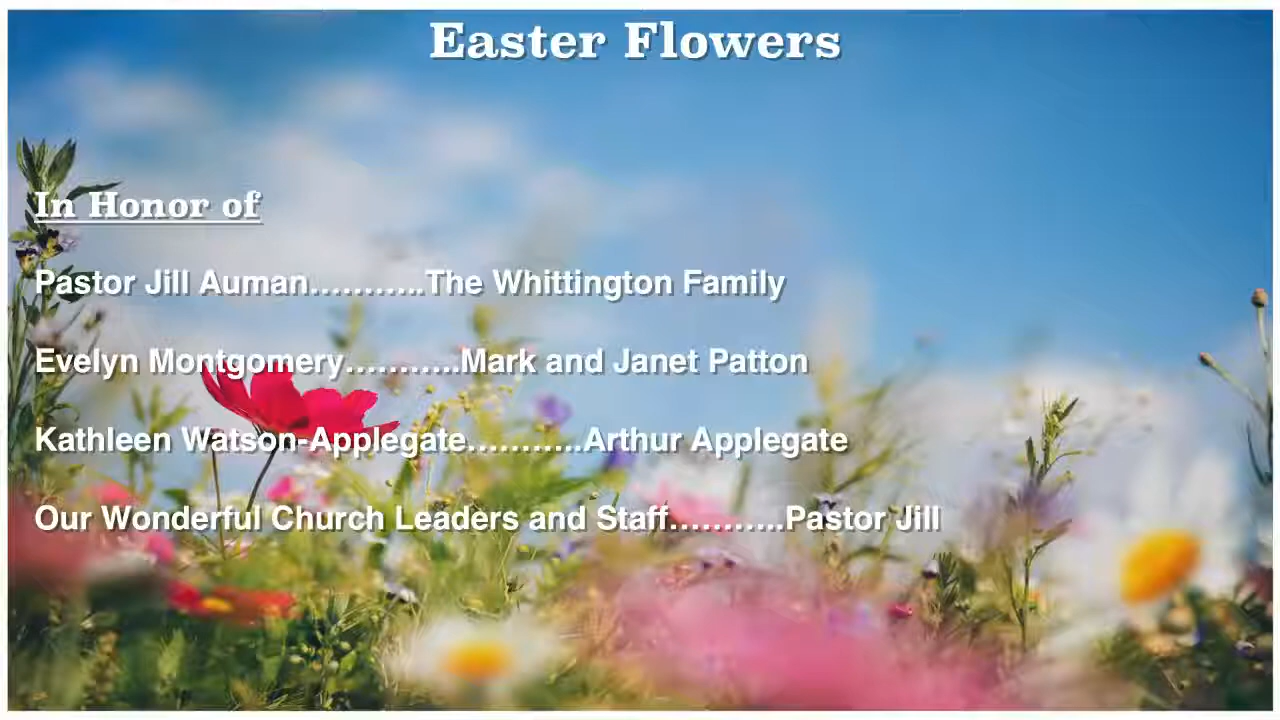 Easter Flowers
In Honor of
Pastor Jill Auman………..The Whittington Family
Evelyn Montgomery………..Mark and Janet Patton
Kathleen Watson-Applegate………..Arthur Applegate
Our Wonderful Church Leaders and Staff………..Pastor Jill